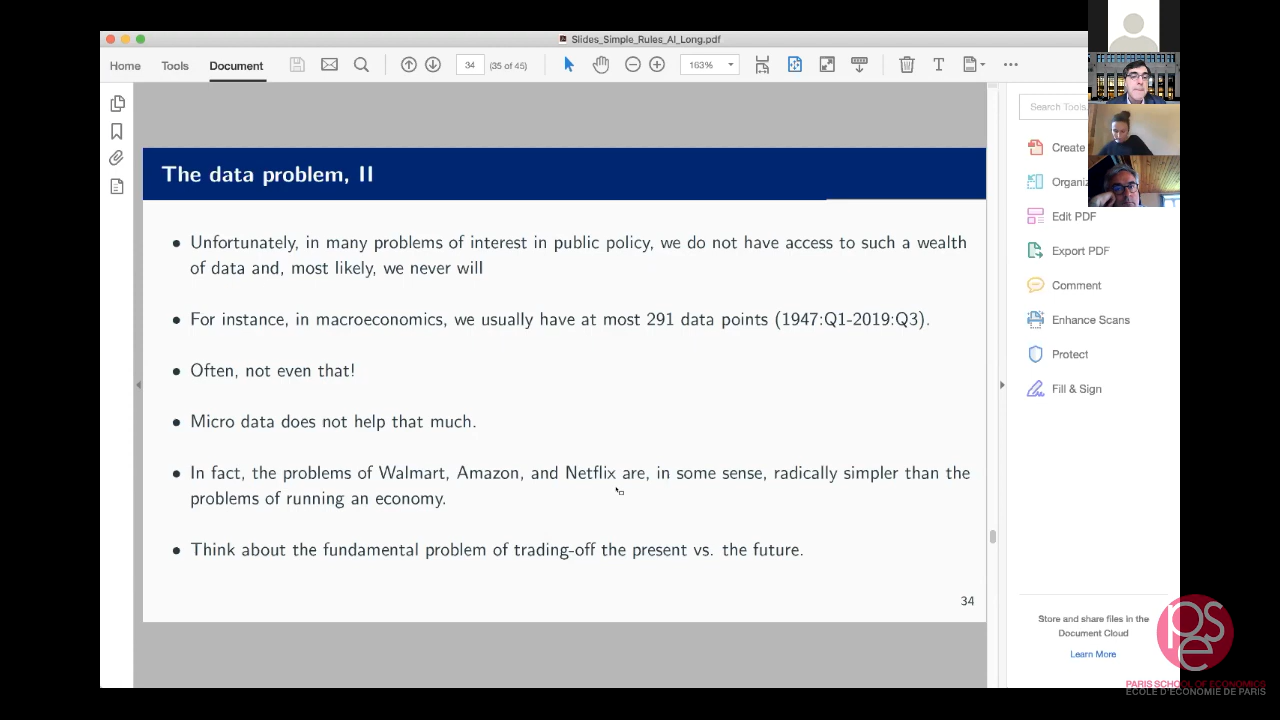 Slides_Simple_Rules_AI_Long.pdf
Home Tools Document 34 (35 of 45) 163%
Search Tools
The data problem, II
• Unfortunately, in many problems of interest in public policy, we do not have access to such a wealth
of data and, most likely, we never will
• For instance, in macroeconomics, we usually have at most 291 data points (1947:Q1-2019:Q3).
• Often, not even that!
• Micro data does not help that much.
• In fact, the problems of Walmart, Amazon, and Netflix are, in some sense, radically simpler than the
problems of running an economy.
• Think about the fundamental problem of trading-off the present vs. the future.
34
Create
Organiz
Edit PDF
Export PDF
Comment
Enhance Scans
Protect
Fill & Sign
Store and share files in the
Document Cloud
Learn More
pse
PARIS SCHOOL OF ECONOMICS
ECOLE D'ECONOMIE DE PARIS